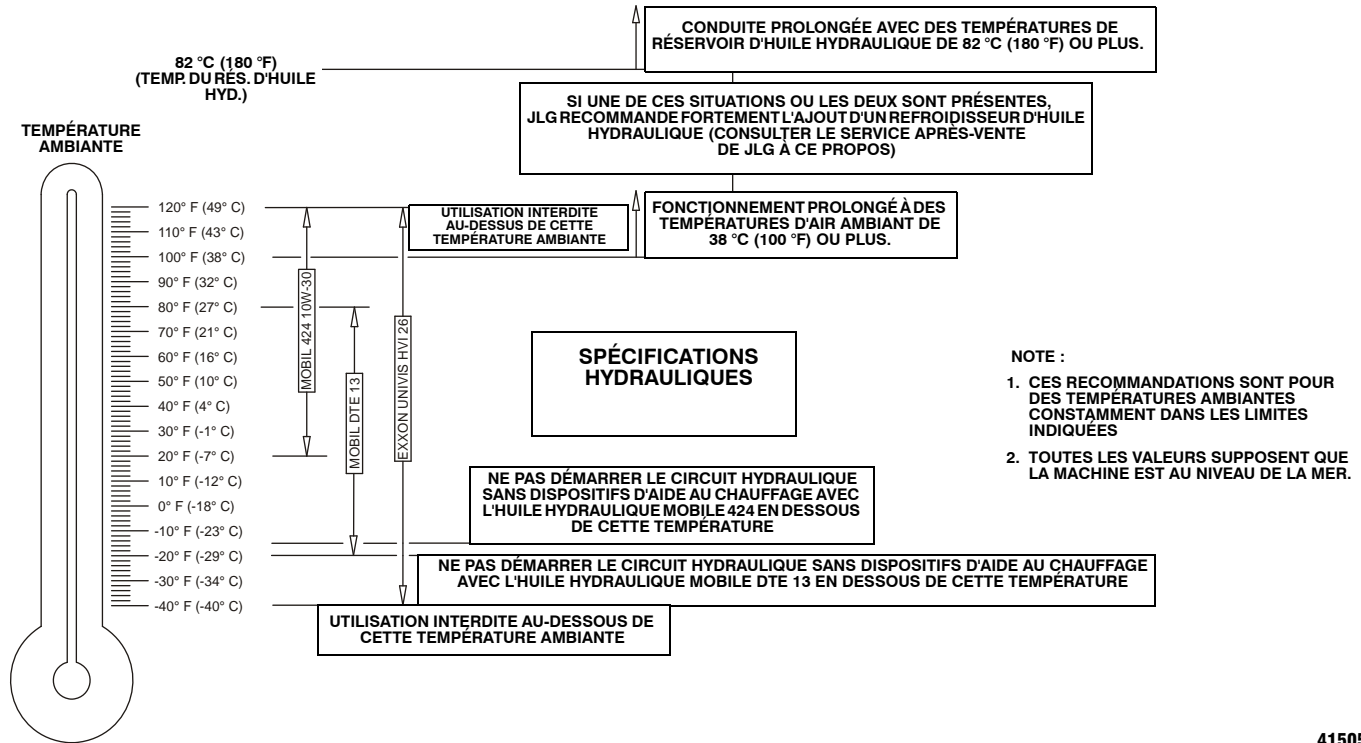 CONDUITE PROLONGÉE AVEC DES TEMPÉRATURES DE
RÉSERVOIR D'HUILE HYDRAULIQUE DE 82 °C (180 °F) OU PLUS.
82 °C (180 °F)
(TEMP. DU RÉS. D'HUILE
HYD.)
SI UNE DE CES SITUATIONS OU LES DEUX SONT PRÉSENTES,
JLG RECOMMANDE FORTEMENT L'AJOUT D'UN REFROIDISSEUR D'HUILE
HYDRAULIQUE (CONSULTER LE SERVICE APRÈS-VENTE
DE JLG À CE PROPOS)
TEMPÉRATURE
AMBIANTE
120° F (49° C)
110° F (43° C)
100° F (38° C)
90° F (32° C)
80° F (27° C)
70° F (21° C)
60° F (16° C)
50° F (10° C)
40° F (4° C)
30° F (-1° C)
20° F (-7° C)
10° F (-12° C)
0° F (-18° C)
-10° F (-23° C)
-20° F (-29° C)
-30° F (-34° C)
-40° F (-40° C)
MOBIL 424 10W-30
MOBIL DTE 13
EXXON UNIVIS HVI 26
UTILISATION INTERDITE
AU-DESSUS DE CETTE
TEMPÉRATURE AMBIANTE
FONCTIONNEMENT PROLONGÉ À DES
TEMPÉRATURES D'AIR AMBIANT DE
38 °C (100 °F) OU PLUS.
SPÉCIFICATIONS
HYDRAULIQUES
NOTE :
1. CES RECOMMANDATIONS SONT POUR
DES TEMPÉRATURES AMBIANTES
CONSTAMMENT DANS LES LIMITES
INDIQUÉES
2. TOUTES LES VALEURS SUPPOSENT QUE
LA MACHINE EST AU NIVEAU DE LA MER.
NE PAS DÉMARRER LE CIRCUIT HYDRAULIQUE
SANS DISPOSITIFS D'AIDE AU CHAUFFAGE AVEC
L'HUILE HYDRAULIQUE MOBILE 424 EN DESSOUS
DE CETTE TEMPÉRATURE
NE PAS DÉMARRER LE CIRCUIT HYDRAULIQUE SANS DISPOSITIFS D'AIDE AU CHAUFFAGE
AVEC L'HUILE HYDRAULIQUE MOBILE DTE 13 EN DESSOUS DE CETTE TEMPÉRATURE
UTILISATION INTERDITE AU-DESSOUS DE
CETTE TEMPÉRATURE AMBIANTE